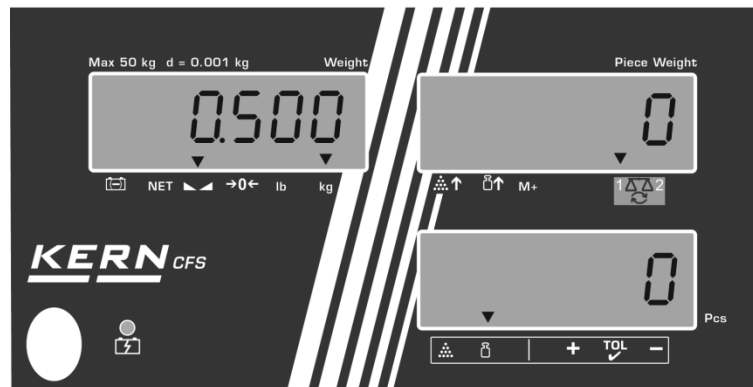 Max 50 kg d = 0.001 kg Weight
0.500
NET →0← lb kg
Piece Weight
0
M+ 1 2
KERN CFS
0
Pcs
+ TOL −